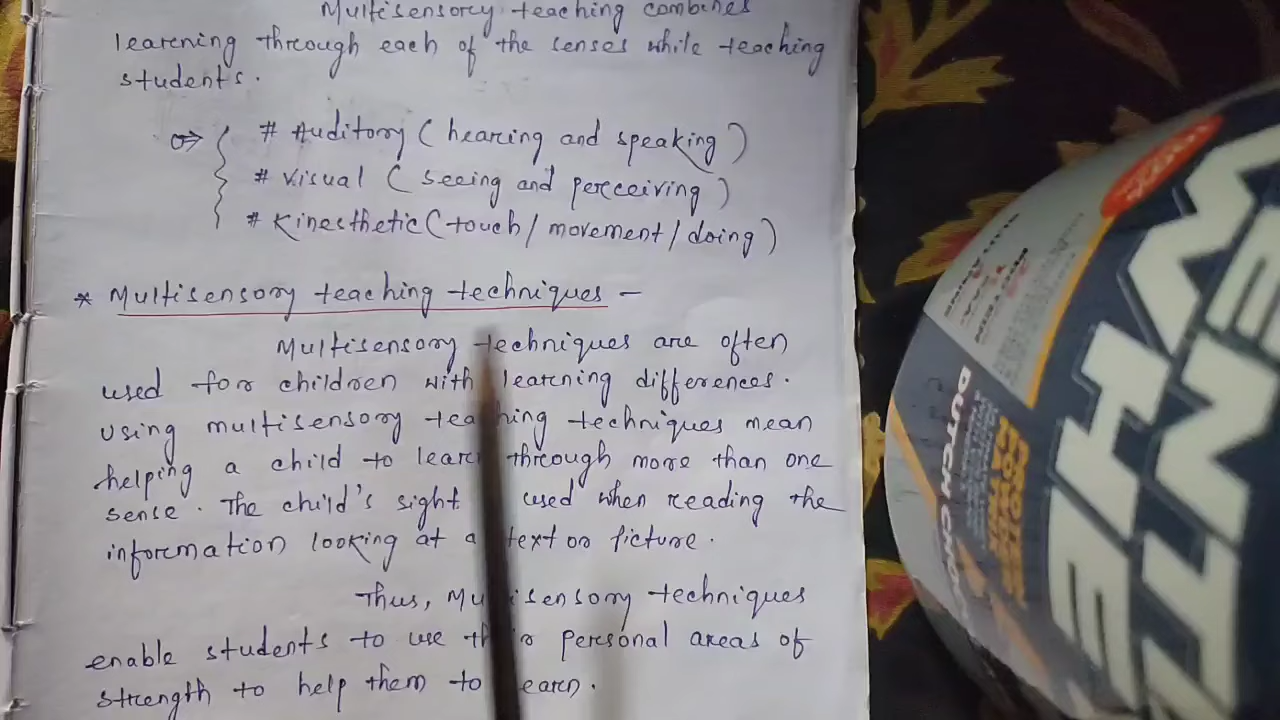 Multisensory teaching combines
learning through each of the senses while teaching
students.
# Auditory (hearing and speaking)
# Visual (seeing and perceiving)
# Kinesthetic (touch/movement/doing)
* Multisensory teaching techniques -
Multisensory techniques are often
used for children with learning differences.
Using multisensory teaching techniques mean
helping a child to learn through more than one
sense. The child's sight used when reading the
information looking at a text or picture.
Thus, Multisensory techniques
enable students to use their personal areas of
strength to help them to learn.
DUTCH
WHE